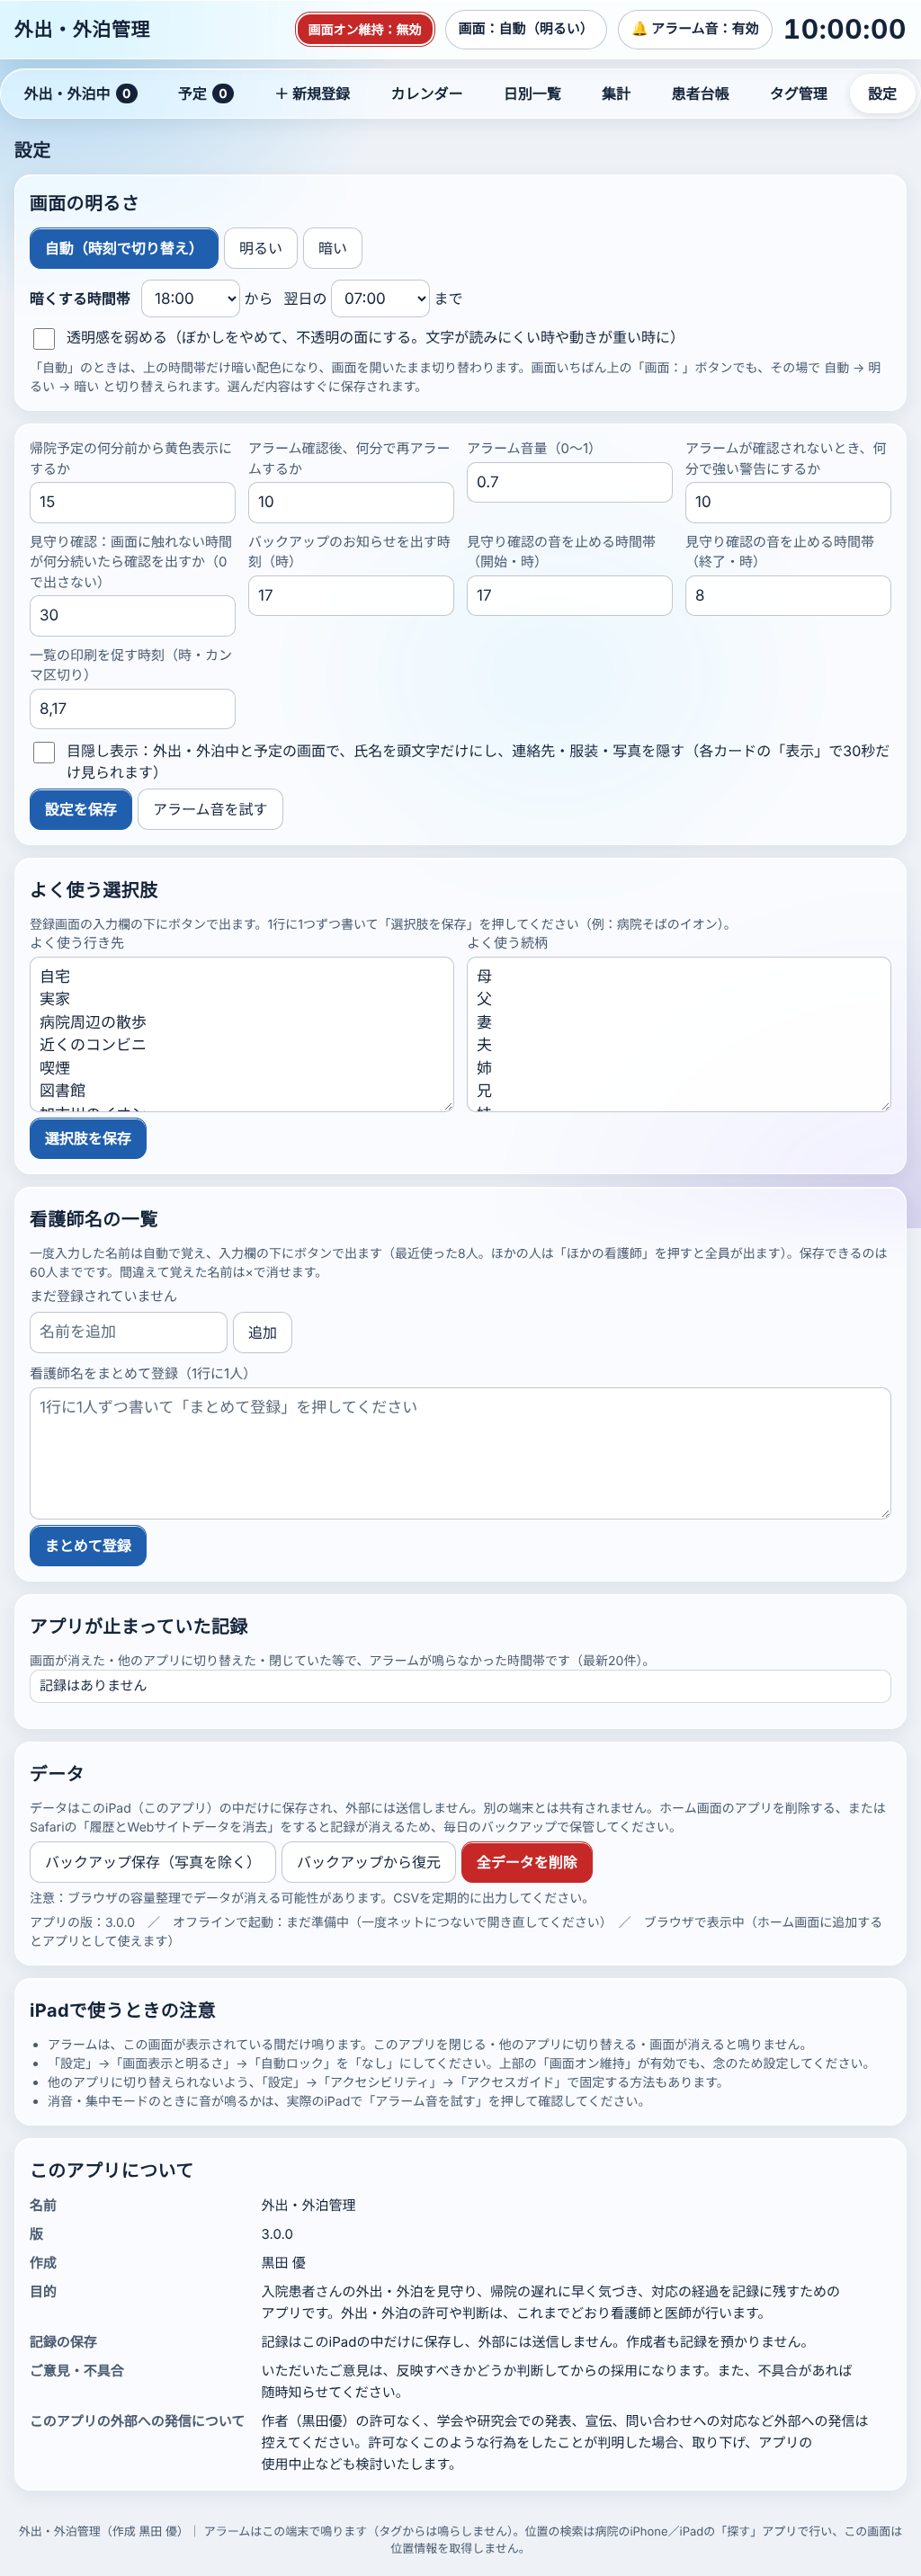 外出・外泊管理
画面オン維持：無効
画面：自動（明るい）
🔔 アラーム音：有効
10:00:00
外出・外泊中 0
予定 0
＋ 新規登録
カレンダー
日別一覧
集計
患者台帳
タグ管理
設定
設定
画面の明るさ
自動（時刻で切り替え）
明るい
暗い
暗くする時間帯 18:00 から 翌日の 07:00 まで
透明感を弱める（ぼかしをやめて、不透明の面にする。文字が読みにくい時や動きが重い時に）
「自動」のときは、上の時間帯だけ暗い配色になり、画面を開いたまま切り替わります。画面いちばん上の「画面：」ボタンでも、その場で 自動 → 明
るい → 暗い と切り替えられます。選んだ内容はすぐに保存されます。
帰院予定の何分前から黄色表示に
するか
15
アラーム確認後、何分で再アラー
ムするか
10
アラーム音量（0〜1）
0.7
アラームが確認されないとき、何
分で強い警告にするか
10
見守り確認：画面に触れない時間
が何分続いたら確認を出すか（0
で出さない）
30
バックアップのお知らせを出す時
刻（時）
17
見守り確認の音を止める時間帯
（開始・時）
17
見守り確認の音を止める時間帯
（終了・時）
8
一覧の印刷を促す時刻（時・カン
マ区切り）
8,17
目隠し表示：外出・外泊中と予定の画面で、氏名を頭文字だけにし、連絡先・服装・写真を隠す（各カードの「表示」で30秒だ
け見られます）
設定を保存
アラーム音を試す
よく使う選択肢
登録画面の入力欄の下にボタンで出ます。1行に1つずつ書いて「選択肢を保存」を押してください（例：病院そばのイオン）。
よく使う行き先
自宅
実家
病院周辺の散歩
近くのコンビニ
喫煙
図書館
よく使う続柄
母
父
妻
夫
姉
兄
選択肢を保存
看護師名の一覧
一度入力した名前は自動で覚え、入力欄の下にボタンで出ます（最近使った8人。ほかの人は「ほかの看護師」を押すと全員が出ます）。保存できるのは
60人までです。間違えて覚えた名前は×で消せます。
まだ登録されていません
名前を追加
追加
看護師名をまとめて登録（1行に1人）
1行に1人ずつ書いて「まとめて登録」を押してください
まとめて登録
アプリが止まっていた記録
画面が消えた・他のアプリに切り替えた・閉じていた等で、アラームが鳴らなかった時間帯です（最新20件）。
記録はありません
データ
データはこのiPad（このアプリ）の中だけに保存され、外部には送信しません。別の端末とは共有されません。ホーム画面のアプリを削除する、または
Safariの「履歴とWebサイトデータを消去」をすると記録が消えるため、毎日のバックアップで保管してください。
バックアップ保存（写真を除く）
バックアップから復元
全データを削除
注意：ブラウザの容量整理でデータが消える可能性があります。CSVを定期的に出力してください。
アプリの版：3.0.0 ／ オフラインで起動：まだ準備中（一度ネットにつないで開き直してください） ／ ブラウザで表示中（ホーム画面に追加する
とアプリとして使えます）
iPadで使うときの注意
• アラームは、この画面が表示されている間だけ鳴ります。このアプリを閉じる・他のアプリに切り替える・画面が消えると鳴りません。
• 「設定」→「画面表示と明るさ」→「自動ロック」を「なし」にしてください。上部の「画面オン維持」が有効でも、念のため設定してください。
• 他のアプリに切り替えられないよう、「設定」→「アクセシビリティ」→「アクセスガイド」で固定する方法もあります。
• 消音・集中モードのときに音が鳴るかは、実際のiPadで「アラーム音を試す」を押して確認してください。
このアプリについて
名前 外出・外泊管理
版 3.0.0
作成 黒田 優
目的 入院患者さんの外出・外泊を見守り、帰院の遅れに早く気づき、対応の経過を記録に残すための
アプリです。外出・外泊の許可や判断は、これまでどおり看護師と医師が行います。
記録の保存 記録はこのiPadの中だけに保存し、外部には送信しません。作成者も記録を預かりません。
ご意見・不具合 いただいたご意見は、反映すべきかどうか判断してからの採用になります。また、不具合があれば
随時知らせてください。
このアプリの外部への発信について 作者（黒田優）の許可なく、学会や研究会での発表、宣伝、問い合わせへの対応など外部への発信は
控えてください。許可なくこのような行為をしたことが判明した場合、取り下げ、アプリの
使用中止なども検討いたします。
外出・外泊管理（作成 黒田 優）｜ アラームはこの端末で鳴ります（タグからは鳴らしません）。位置の検索は病院のiPhone／iPadの「探す」アプリで行い、この画面は
位置情報を取得しません。